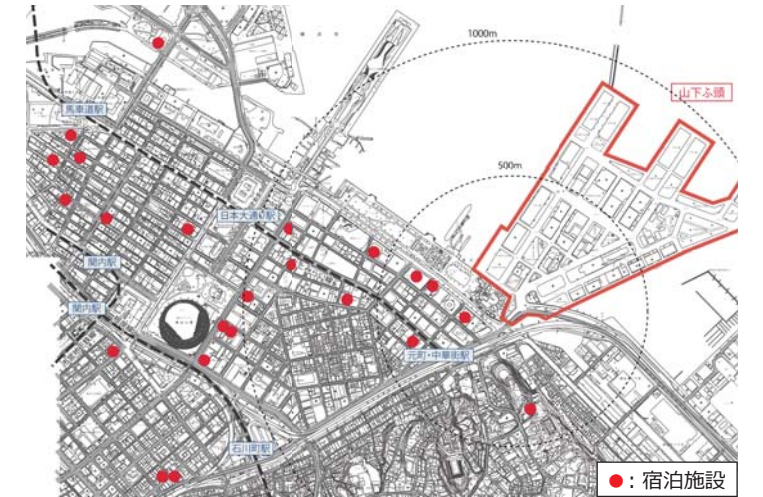 1000m
山下ふ頭
馬車道駅
500m
日本大通り駅
関内駅
関内駅
元町・中華街駅
石川町駅
●：宿泊施設